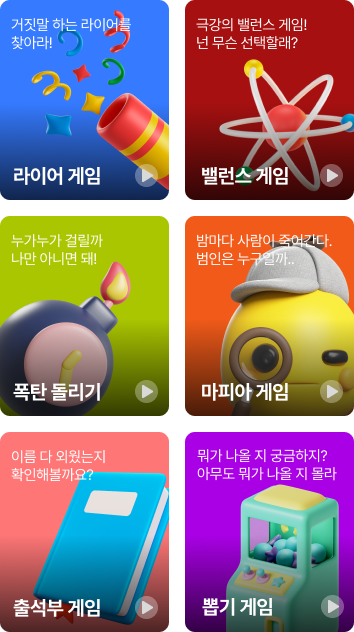 거짓말 하는 라이어를
찾아라!
라이어 게임
극강의 밸런스 게임!
넌 무슨 선택할래?
밸런스 게임
누가누가 걸릴까
나만 아니면 돼!
폭탄 돌리기
밤마다 사람이 죽어간다.
범인은 누구일까..
마피아 게임
이름 다 외웠는지
확인해볼까요?
출석부 게임
뭐가 나올 지 궁금하지?
아무도 뭐가 나올 지 몰라
뽑기 게임